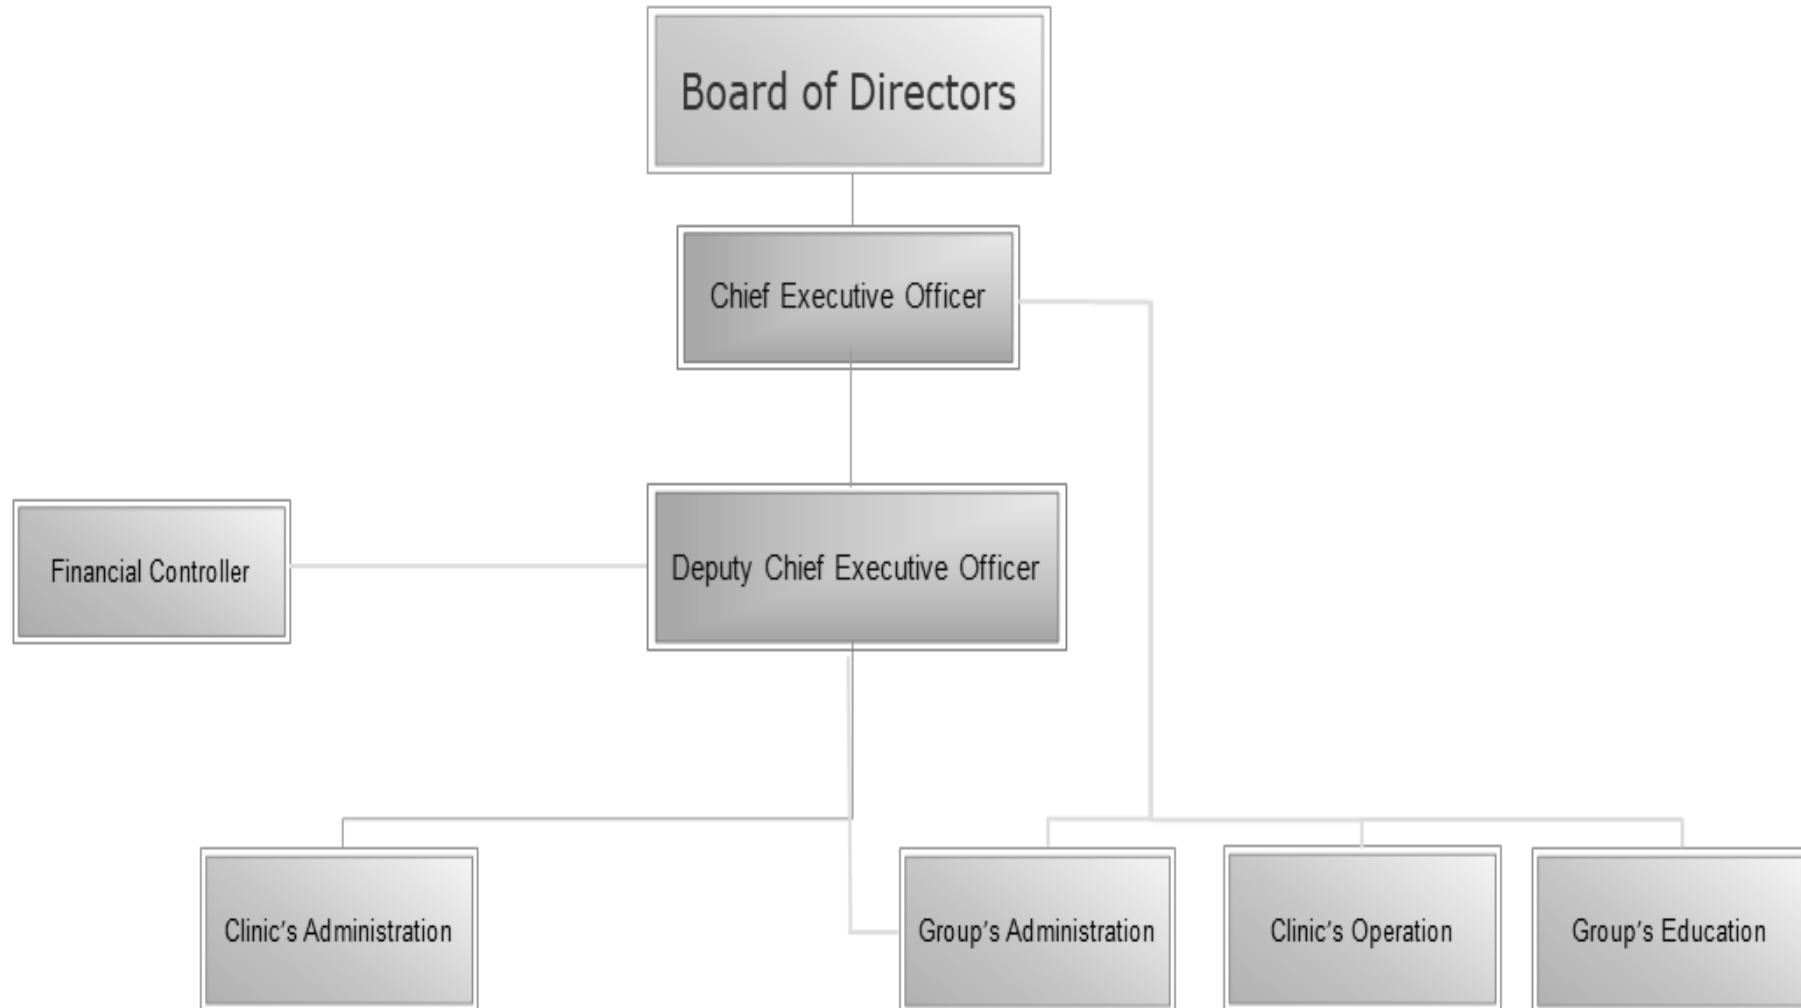 Board of Directors
Chief Executive Officer
Financial Controller
Deputy Chief Executive Officer
Clinic's Administration
Group's Administration
Clinic's Operation
Group's Education